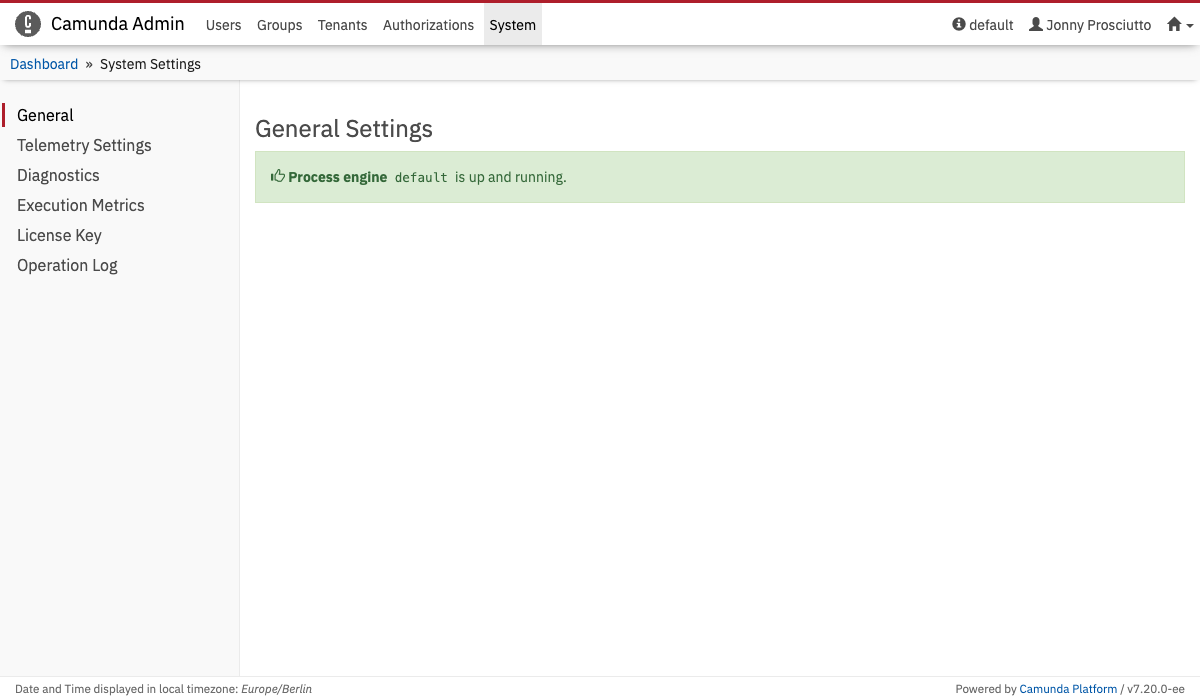 Camunda Admin Users Groups Tenants Authorizations System default Jonny Prosciutto
Dashboard » System Settings
General
Telemetry Settings
Diagnostics
Execution Metrics
License Key
Operation Log
General Settings
Process engine default is up and running.
Date and Time displayed in local timezone: Europe/Berlin
Powered by Camunda Platform / v7.20.0-ee